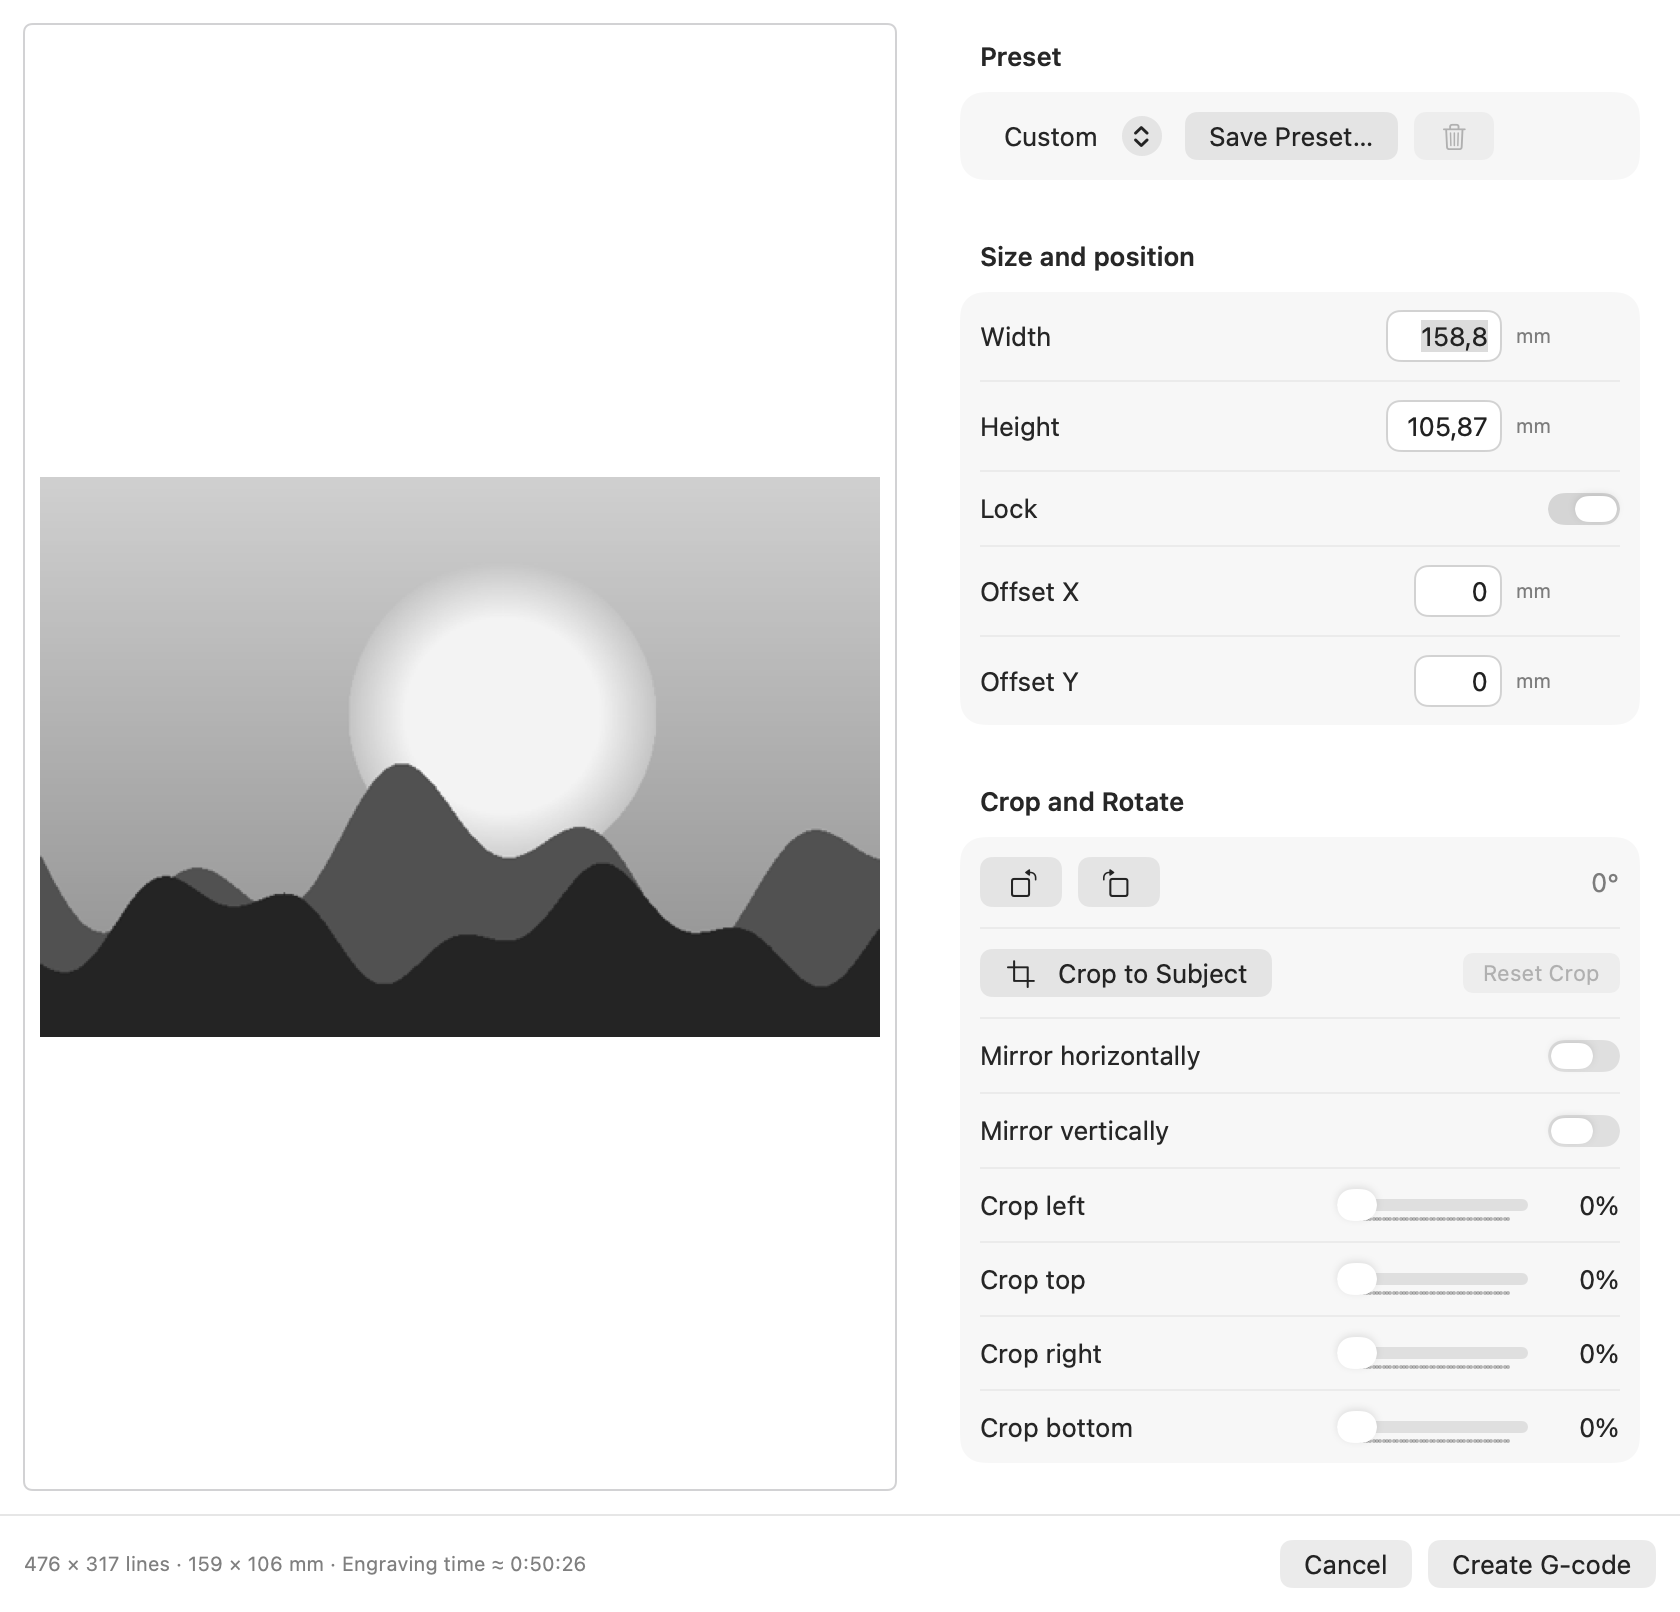 Preset
Custom Save Preset...
Size and position
Width 158,8 mm
Height 105,87 mm
Lock
Offset X 0 mm
Offset Y 0 mm
Crop and Rotate
0°
Crop to Subject Reset Crop
Mirror horizontally
Mirror vertically
Crop left 0%
Crop top 0%
Crop right 0%
Crop bottom 0%
476 × 317 lines · 159 × 106 mm · Engraving time ≈ 0:50:26
Cancel Create G-code